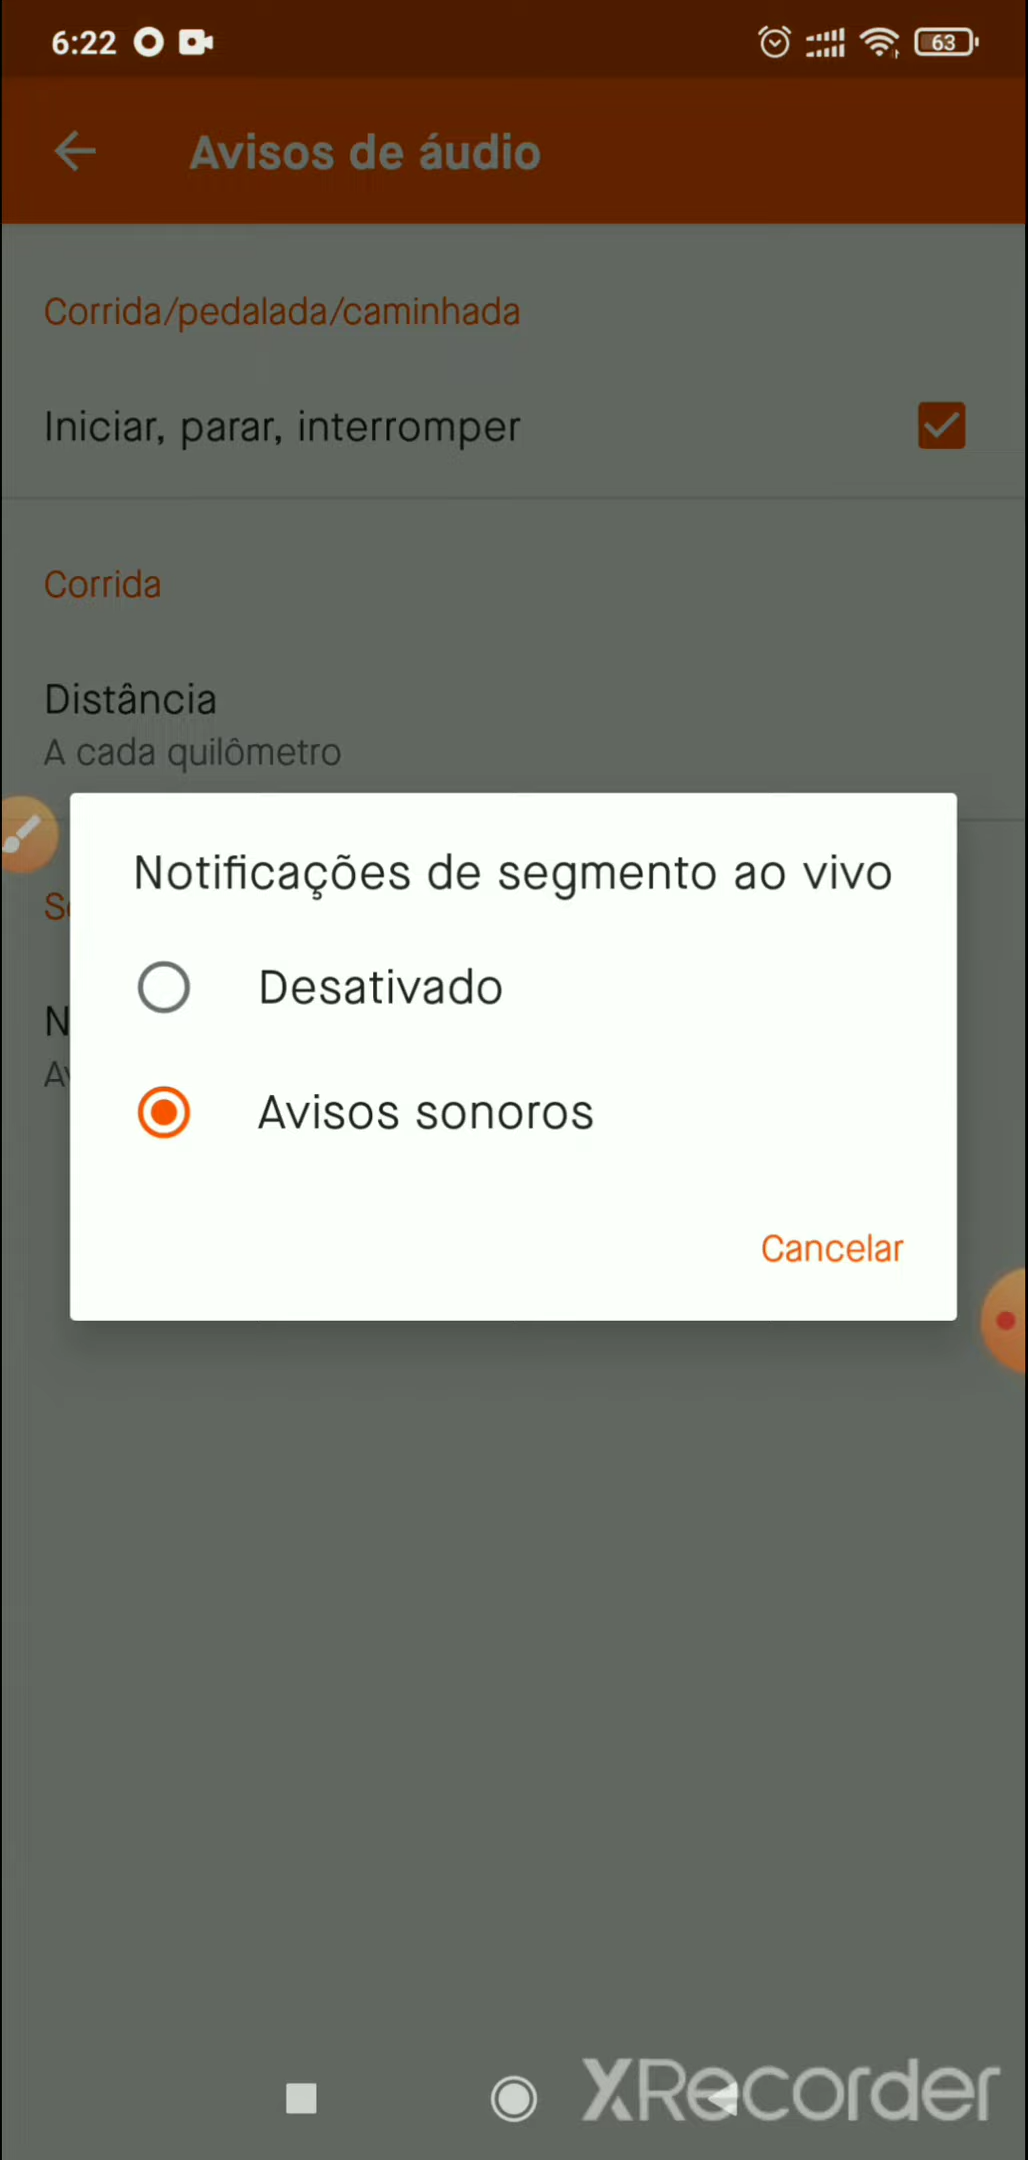 6:22
63
Avisos de áudio
Corrida/pedalada/caminhada
Iniciar, parar, interromper
Corrida
Distância
A cada quilômetro
Notificações de segmento ao vivo
Desativado
Avisos sonoros
Cancelar
XRecorder